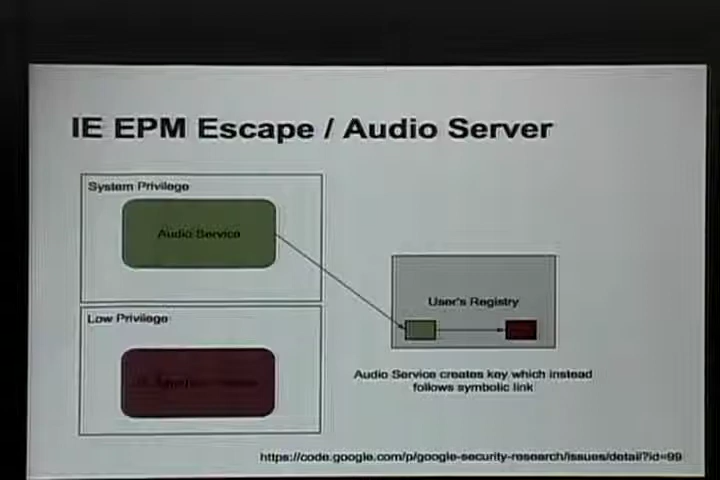 IE EPM Escape / Audio Server
System Privilege
Audio Service
User's Registry
Low Privilege
Audio Service creates key which instead
follows symbolic link
https://code.google.com/p/google-security-research/issues/detail?id=99